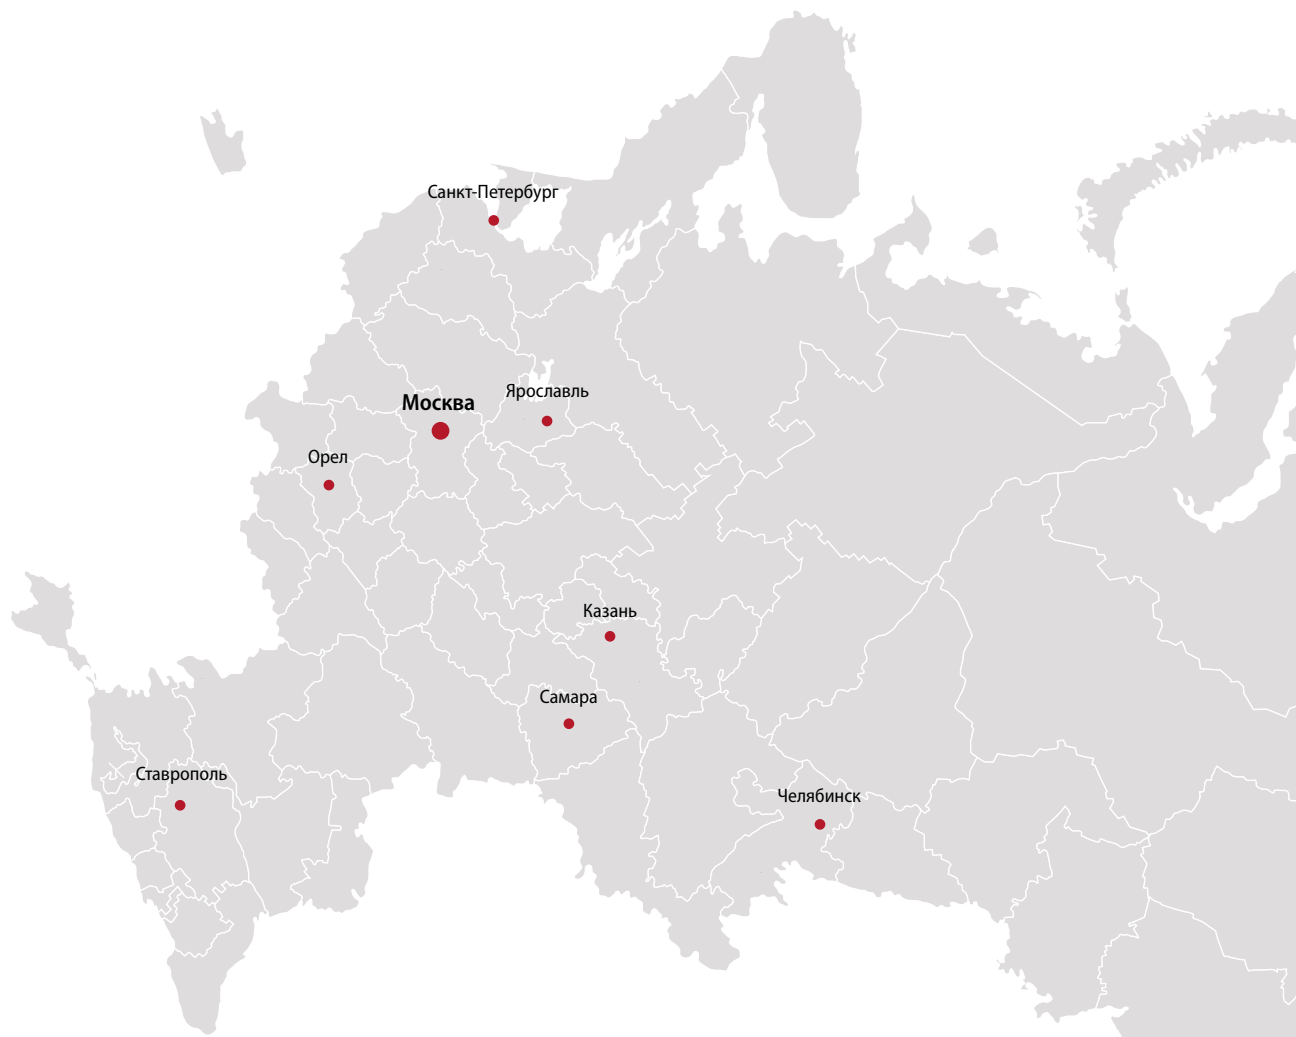 Санкт-Петербург
Ярославль
Москва
Орел
Казань
Самара
Ставрополь
Челябинск